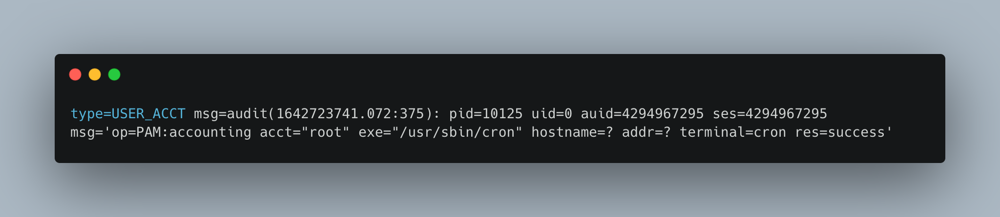 type=USER_ACCT msg=audit(1642723741.072:375): pid=10125 uid=0 auid=4294967295 ses=4294967295
msg='op=PAM:accounting acct="root" exe="/usr/sbin/cron" hostname=? addr=? terminal=cron res=success'